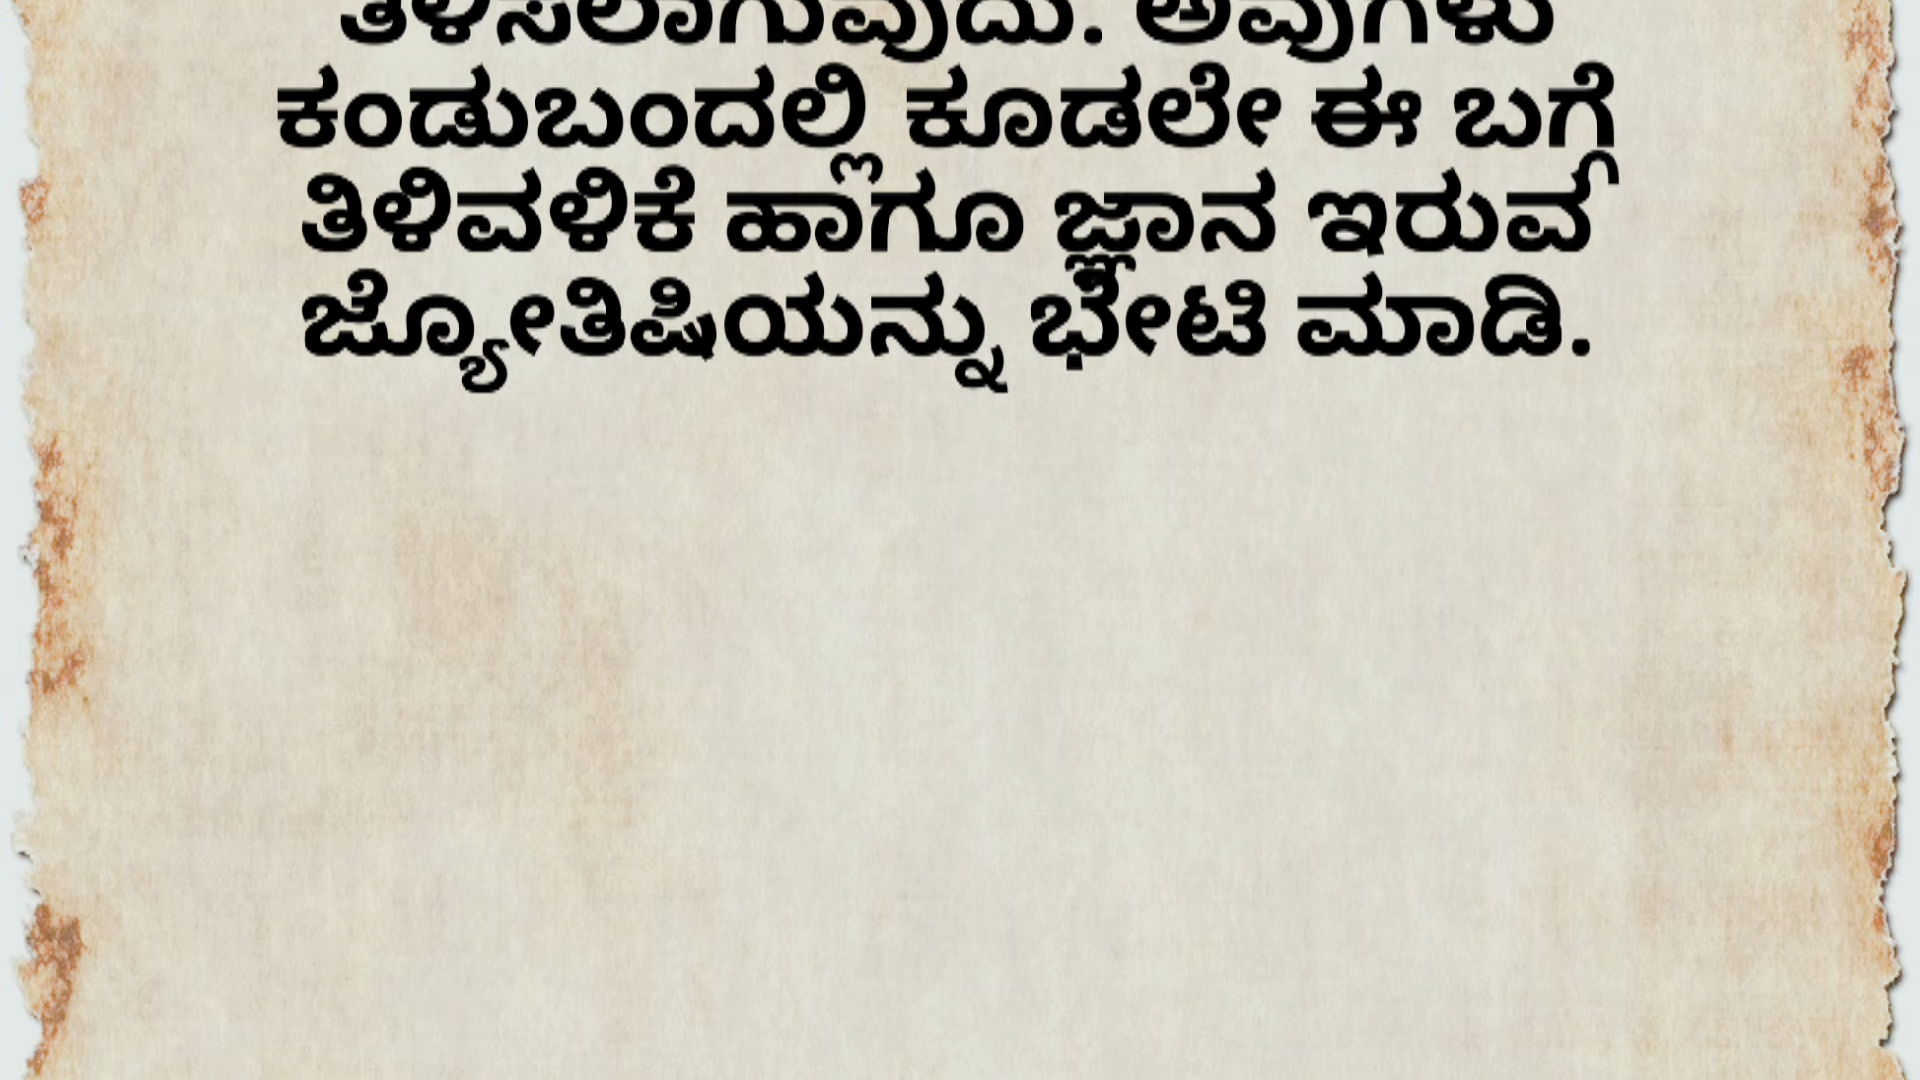 ತಿಳಿಸಲಾಗುವುದು. ಅವುಗಳು
ಕಂಡುಬಂದಲ್ಲಿ ಕೂಡಲೇ ಈ ಬಗ್ಗೆ
ತಿಳಿವಳಿಕೆ ಹಾಗೂ ಜ್ಞಾನ ಇರುವ
ಜ್ಯೋತಿಷಿಯನ್ನು ಭೇಟಿ ಮಾಡಿ.